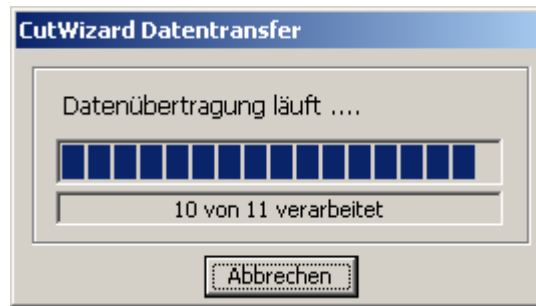 CutWizard Datentransfer
Datenübertragung läuft ....
10 von 11 verarbeitet
Abbrechen